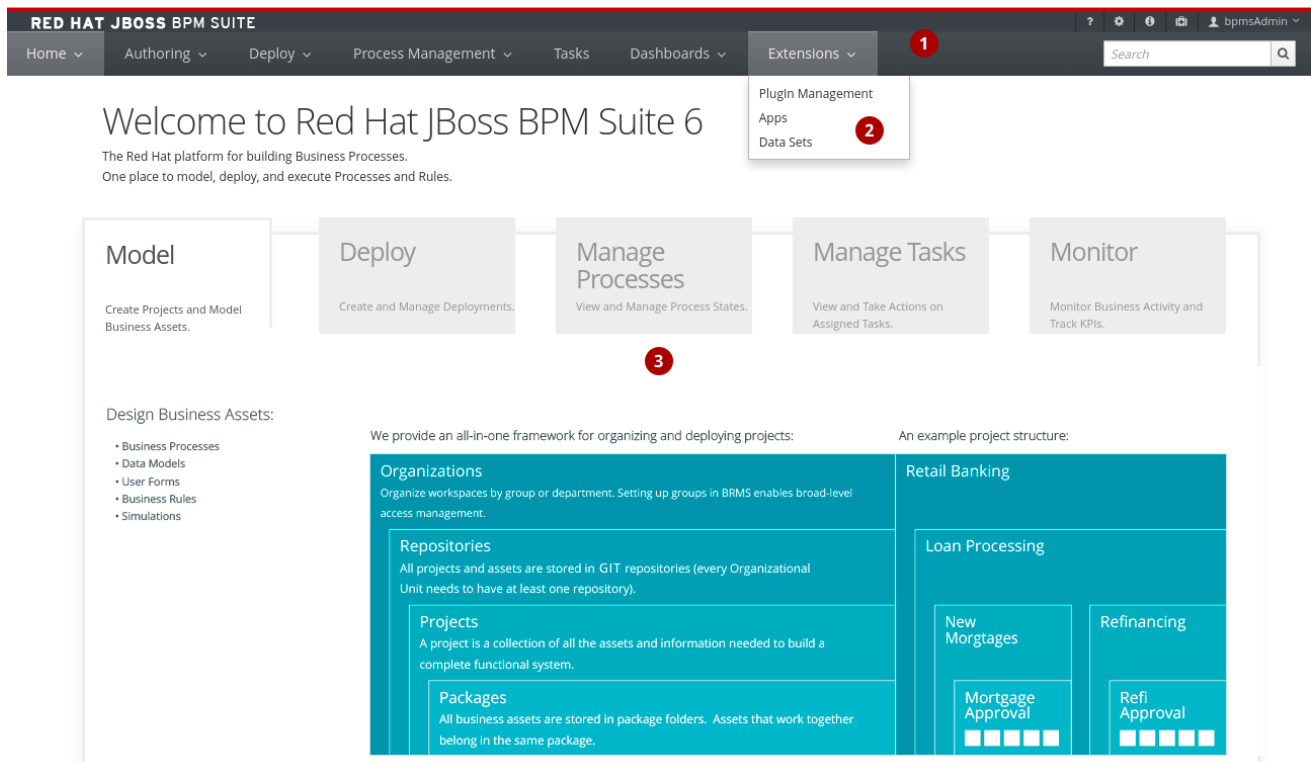 RED HAT JBOSS BPM SUITE
? bpmsAdmin
Home Authoring Deploy Process Management Tasks Dashboards Extensions 1 Search
PlugIn Management
Apps
Data Sets
2
Welcome to Red Hat JBoss BPM Suite 6
The Red Hat platform for building Business Processes.
One place to model, deploy, and execute Processes and Rules.
Model
Create Projects and Model
Business Assets.
Deploy
Create and Manage Deployments.
Manage
Processes
View and Manage Process States.
Manage Tasks
View and Take Actions on
Assigned Tasks.
Monitor
Monitor Business Activity and
Track KPIs.
3
Design Business Assets:
• Business Processes
• Data Models
• User Forms
• Business Rules
• Simulations
We provide an all-in-one framework for organizing and deploying projects:
Organizations
Organize workspaces by group or department. Setting up groups in BRMS enables broad-level
access management.
Repositories
All projects and assets are stored in GIT repositories (every Organizational
Unit needs to have at least one repository).
Projects
A project is a collection of all the assets and information needed to build a
complete functional system.
Packages
All business assets are stored in package folders. Assets that work together
belong in the same package.
An example project structure:
Retail Banking
Loan Processing
New
Morgtages
Mortgage
Approval
Refinancing
Refi
Approval